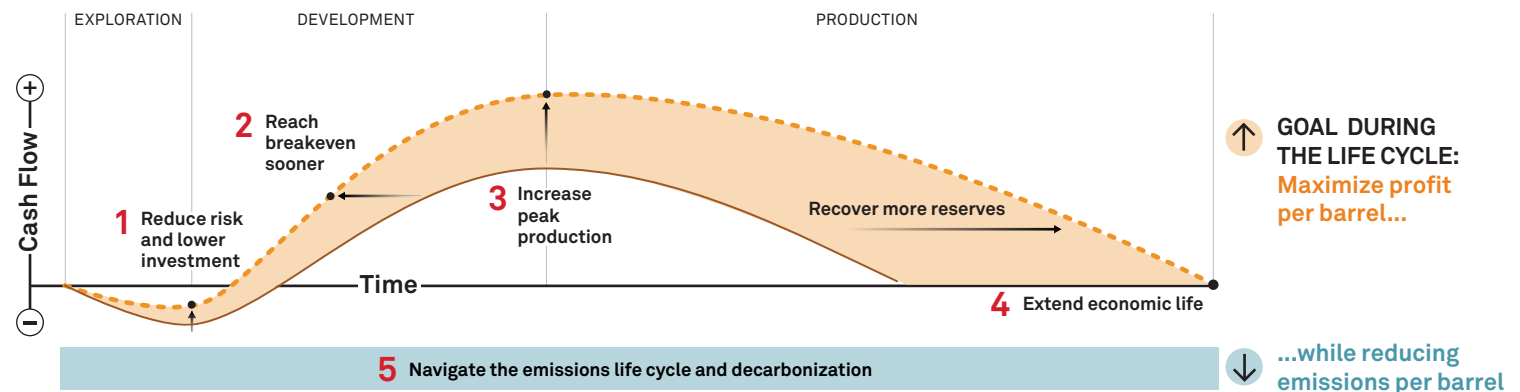 EXPLORATION
DEVELOPMENT
PRODUCTION
+
Cash Flow
−
1 Reduce risk
and lower
investment
2 Reach
breakeven
sooner
3 Increase
peak
production
Recover more reserves
Time
4 Extend economic life
5 Navigate the emissions life cycle and decarbonization
GOAL DURING
THE LIFE CYCLE:
Maximize profit
per barrel...
...while reducing
emissions per barrel